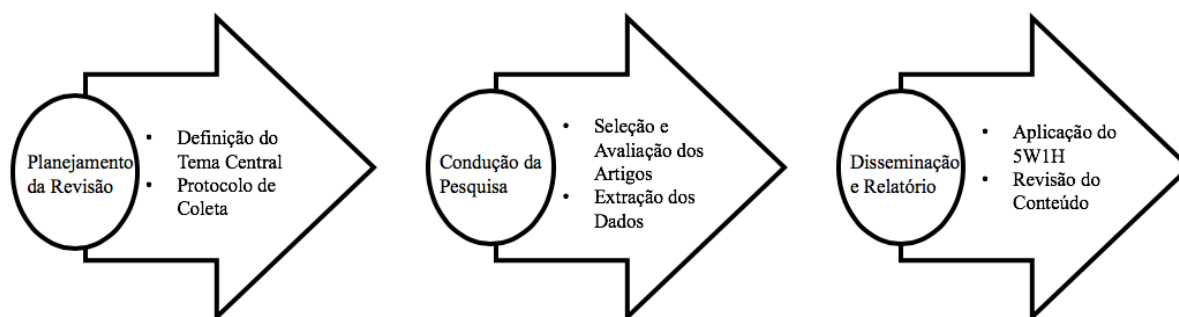 Planejamento
da Revisão
• Definição do
Tema Central
• Protocolo de
Coleta
Condução da
Pesquisa
• Seleção e
Avaliação dos
Artigos
• Extração dos
Dados
Disseminação
e Relatório
• Aplicação do
5W1H
• Revisão do
Conteúdo